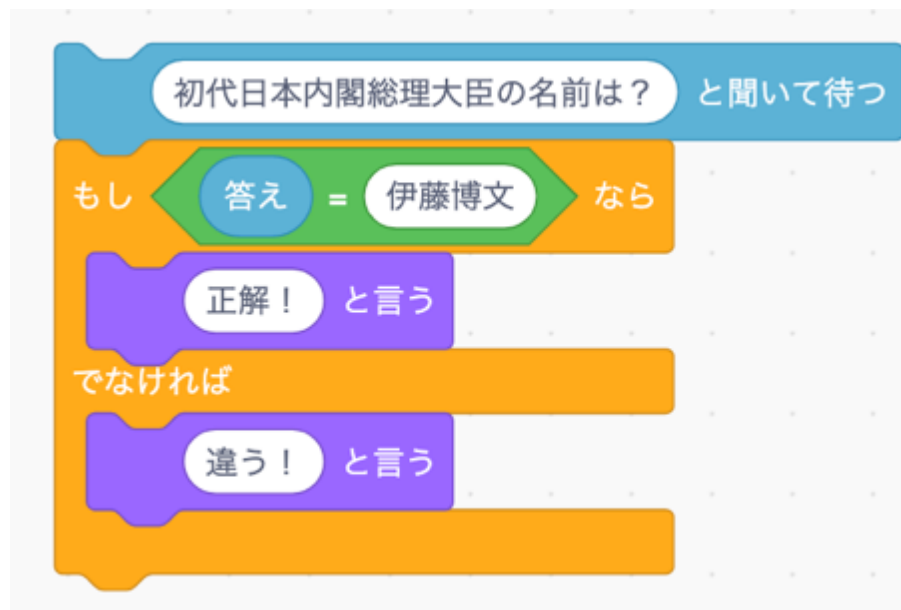 初代日本内閣総理大臣の名前は？ と聞いて待つ
もし 答え = 伊藤博文 なら
正解！ と言う
でなければ
違う！ と言う